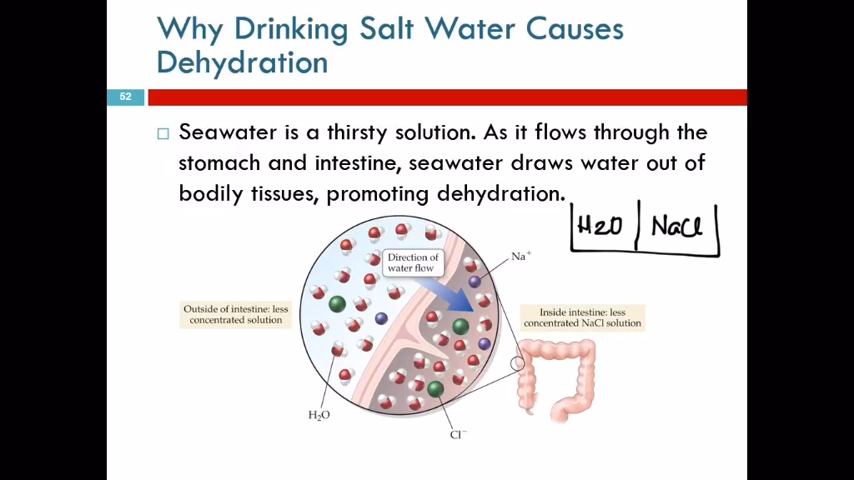 Why Drinking Salt Water Causes
Dehydration
52
Seawater is a thirsty solution. As it flows through the
stomach and intestine, seawater draws water out of
bodily tissues, promoting dehydration.
H2O NaCl
Direction of
water flow
Na⁺
Outside of intestine: less
concentrated solution
Inside intestine: less
concentrated NaCl solution
H₂O
Cl⁻